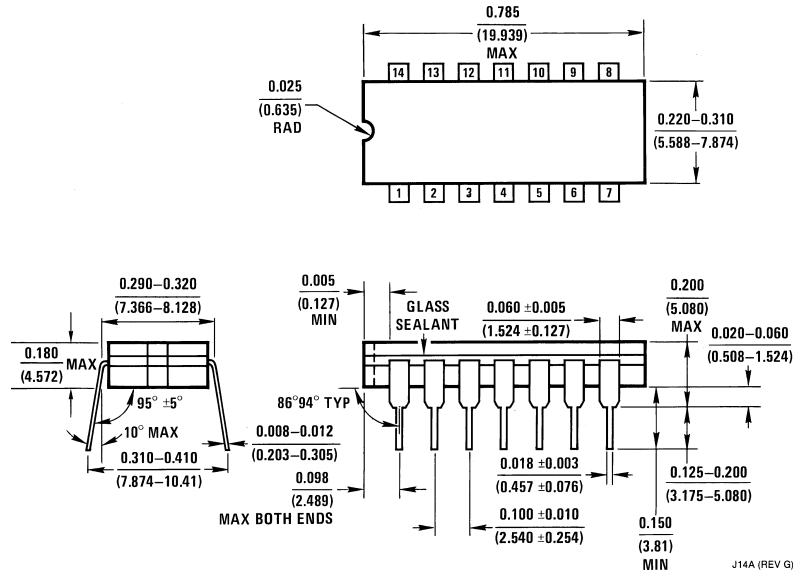 0.785
(19.939)
MAX
14 13 12 11 10 9 8
0.025
(0.635)
RAD
0.220–0.310
(5.588–7.874)
1 2 3 4 5 6 7
0.290–0.320
(7.366–8.128)
0.005
(0.127)
MIN
GLASS
SEALANT
0.060 ±0.005
(1.524 ±0.127)
0.200
(5.080)
MAX
0.020–0.060
(0.508–1.524)
0.180
(4.572)
MAX
95° ±5°
86°94° TYP
10° MAX
0.008–0.012
(0.203–0.305)
0.310–0.410
(7.874–10.41)
0.098
(2.489)
MAX BOTH ENDS
0.018 ±0.003
(0.457 ±0.076)
0.125–0.200
(3.175–5.080)
0.100 ±0.010
(2.540 ±0.254)
0.150
(3.81)
MIN
J14A (REV G)